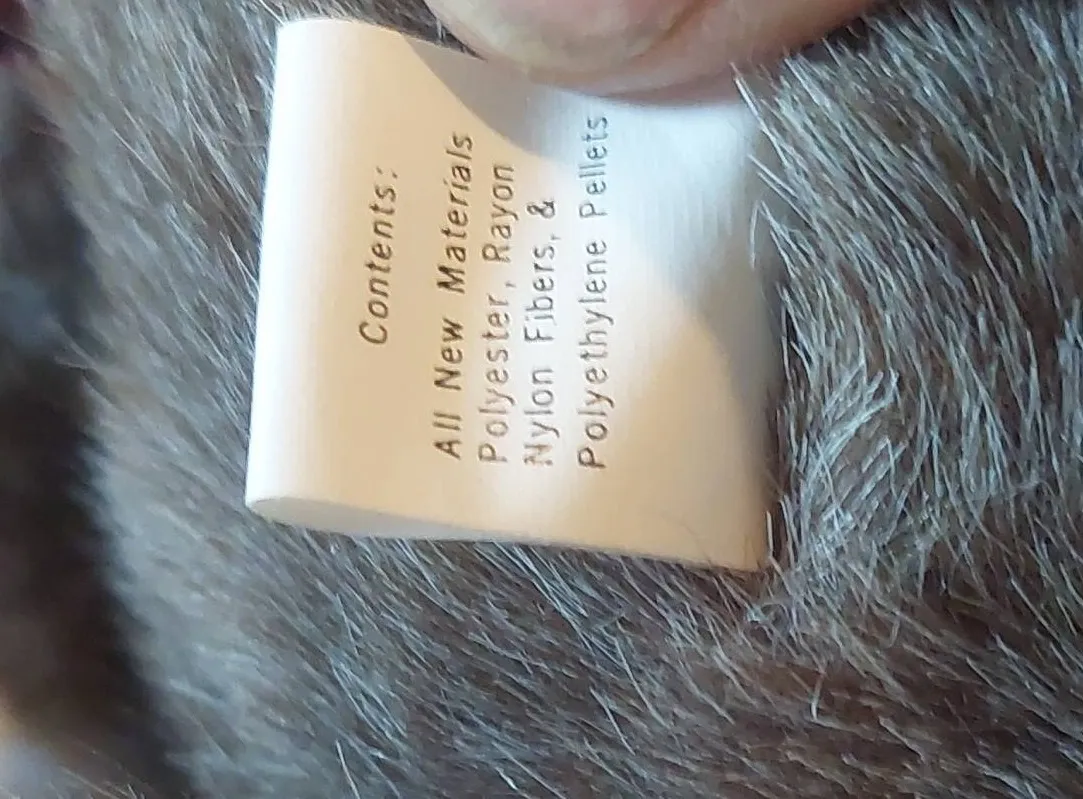 Contents:
All New Materials
Polyester, Rayon
Nylon Fibers, &
Polyethylene Pellets